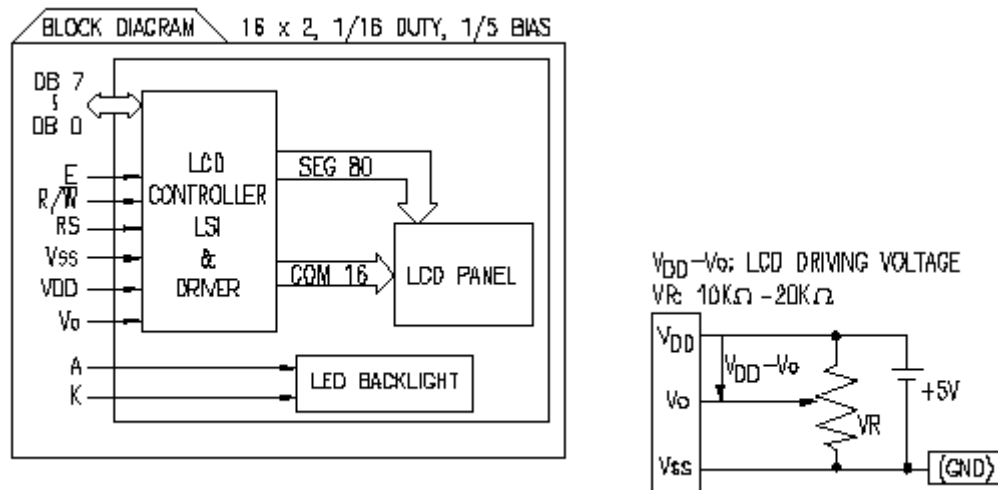 BLOCK DIAGRAM 16 x 2, 1/16 DUTY, 1/5 BIAS
DB 7
DB 0
E
R/W̅
RS
Vss
VDD
Vo
A
K
LCD
CONTROLLER
LSI
&
DRIVER
SEG 80
COM 16
LCD PANEL
LED BACKLIGHT
VDD-Vo: LCD DRIVING VOLTAGE
VR: 10KΩ -20KΩ
VDD
VDD-Vo
Vo
VR
+5V
Vss
(GND)